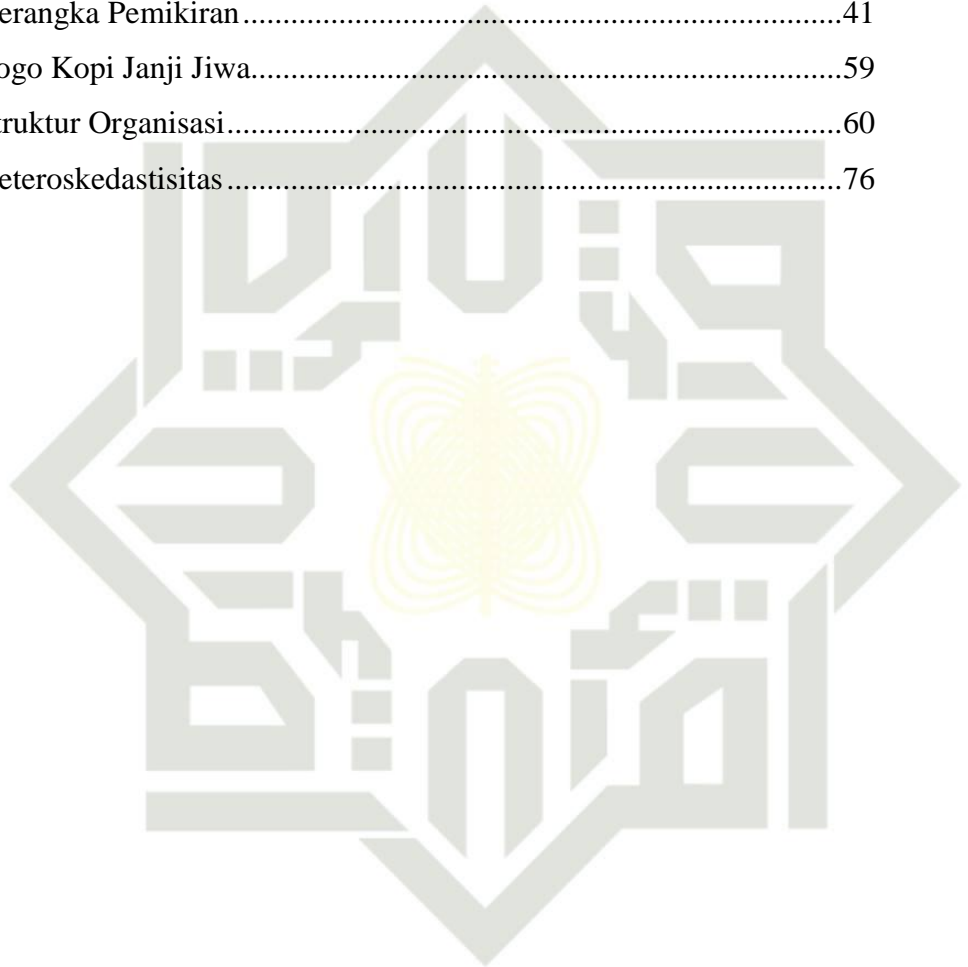 erangka Pemikiran..........................................................................41
ogo Kopi Janji Jiwa.........................................................................59
truktur Organisasi............................................................................60
eteroskedastisitas............................................................................76